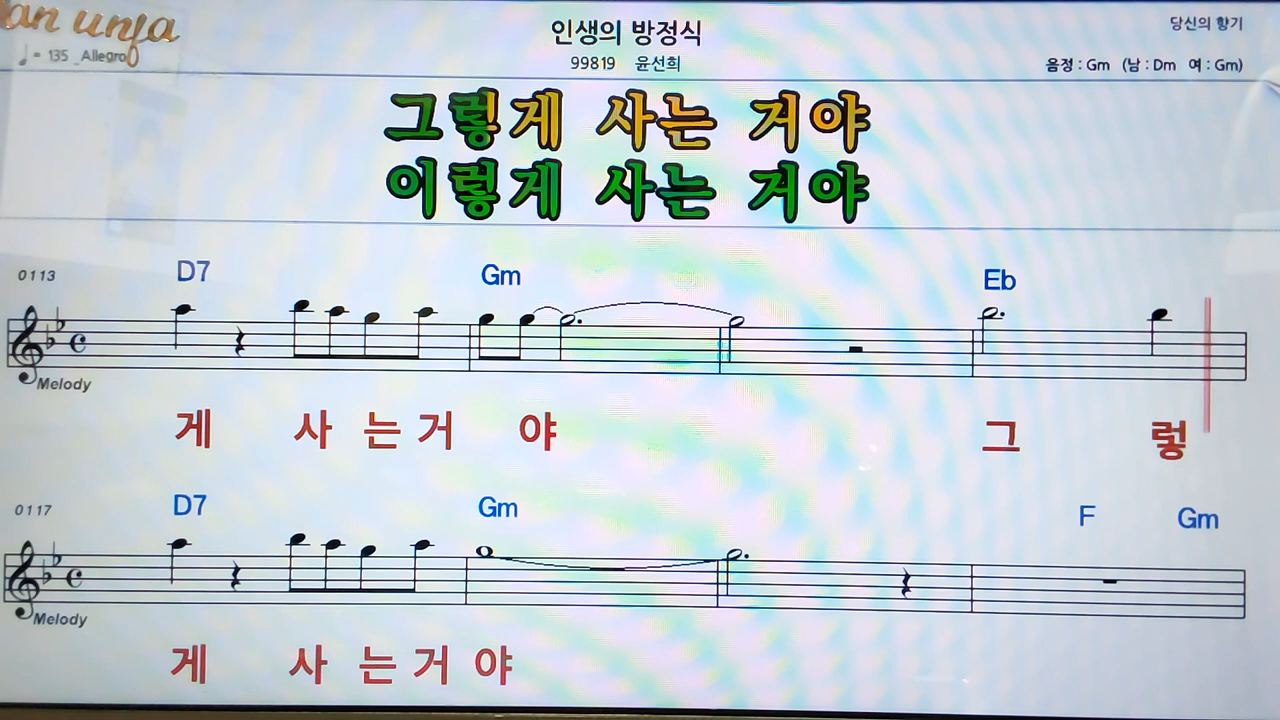 인생의 방정식
당신의 향기
♩= 135 Allegro
99819 윤선희
음정 : Gm (남 : Dm 여 : Gm)
그렇게 사는 거야
이렇게 사는 거야
0113 D7 Gm Eb
Melody
게 사 는 거 야 그 렇
0117 D7 Gm F Gm
Melody
게 사 는 거 야